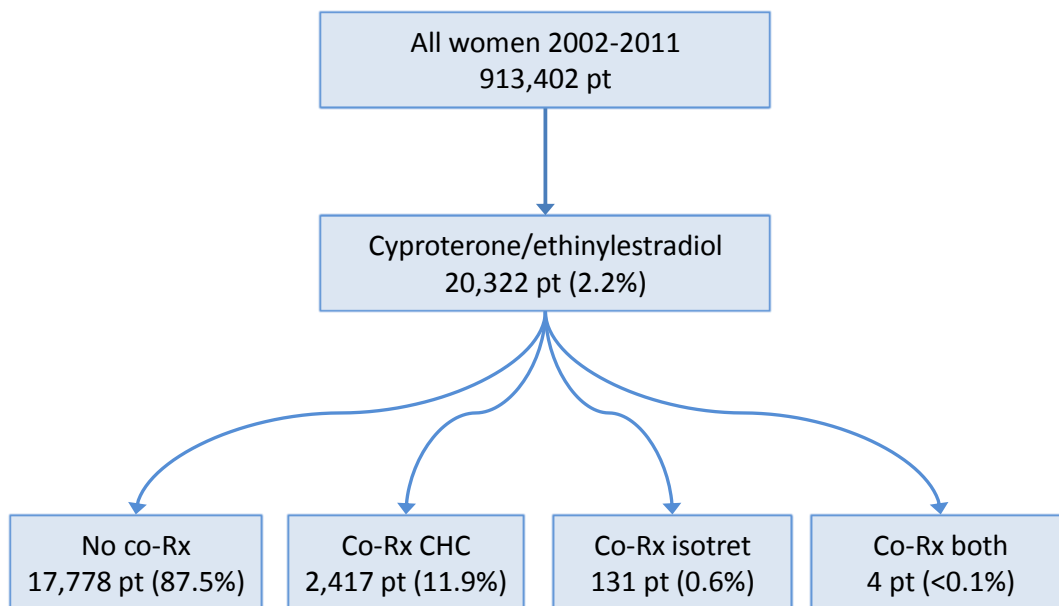 All women 2002-2011
913,402 pt
Cyproterone/ethinylestradiol
20,322 pt (2.2%)
No co-Rx
17,778 pt (87.5%)
Co-Rx CHC
2,417 pt (11.9%)
Co-Rx isotret
131 pt (0.6%)
Co-Rx both
4 pt (<0.1%)